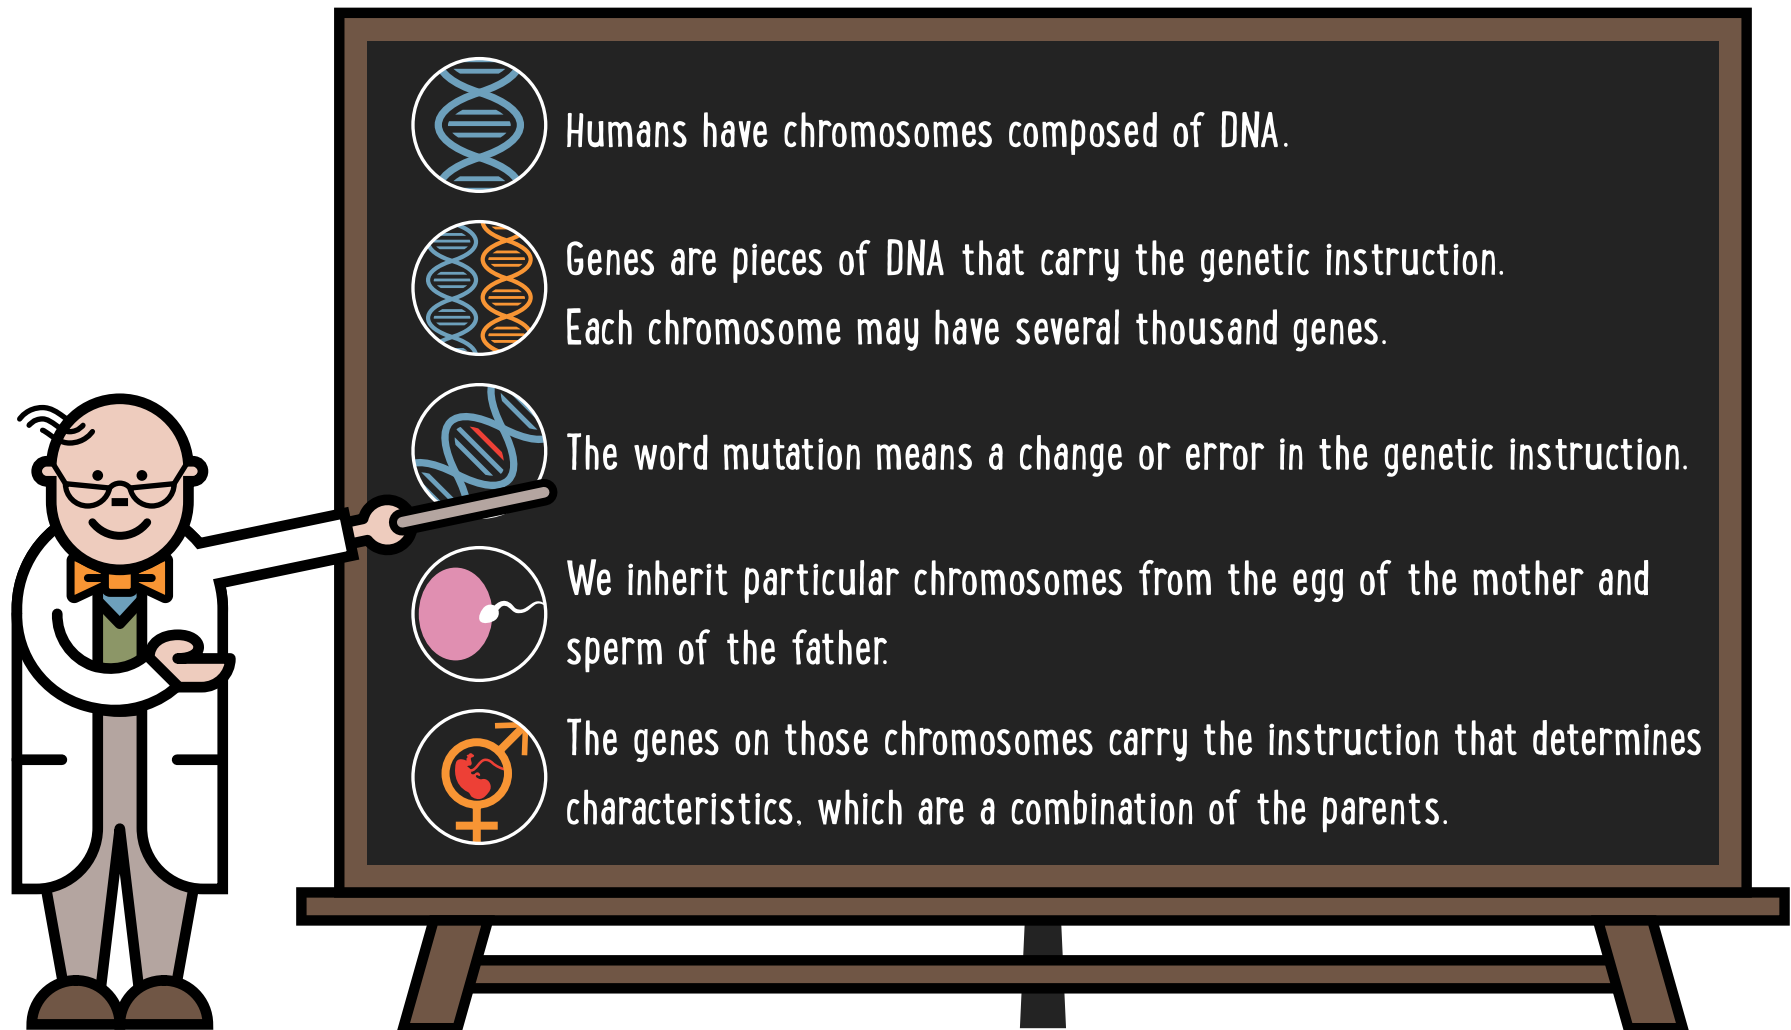 Humans have chromosomes composed of DNA.
Genes are pieces of DNA that carry the genetic instruction.
Each chromosome may have several thousand genes.
The word mutation means a change or error in the genetic instruction.
We inherit particular chromosomes from the egg of the mother and
sperm of the father.
The genes on those chromosomes carry the instruction that determines
characteristics, which are a combination of the parents.